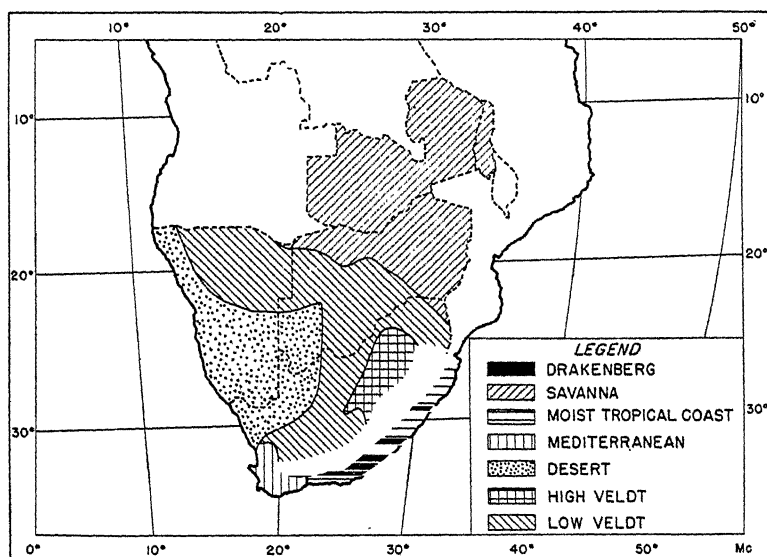 10° 20° 30° 40° 50°
10° 10°
20° 20°
30° 30°
LEGEND
DRAKENBERG
SAVANNA
MOIST TROPICAL COAST
MEDITERRANEAN
DESERT
HIGH VELDT
LOW VELDT
0° 10° 20° 30° 40° 50° Mc